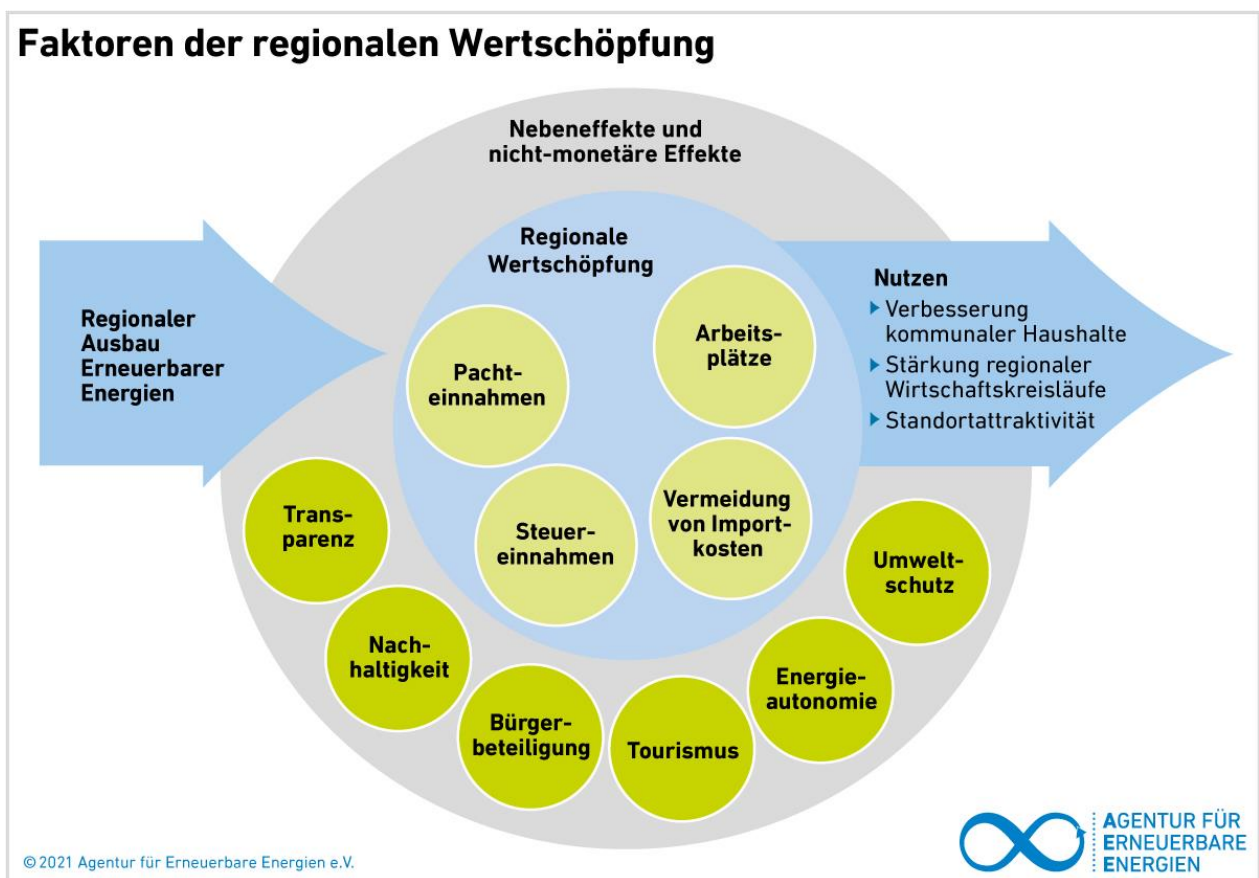 Faktoren der regionalen Wertschöpfung
Nebeneffekte und
nicht-monetäre Effekte
Regionale
Wertschöpfung
Regionaler
Ausbau
Erneuerbarer
Energien
Pacht-
einnahmen
Arbeits-
plätze
Steuer-
einnahmen
Vermeidung
von Import-
kosten
Nutzen
Verbesserung
kommunaler Haushalte
Stärkung regionaler
Wirtschaftskreisläufe
Standortattraktivität
Trans-
parenz
Nach-
haltigkeit
Bürger-
beteiligung
Tourismus
Energie-
autonomie
Umwelt-
schutz
© 2021 Agentur für Erneuerbare Energien e.V.
AGENTUR FÜR
ERNEUERBARE
ENERGIEN